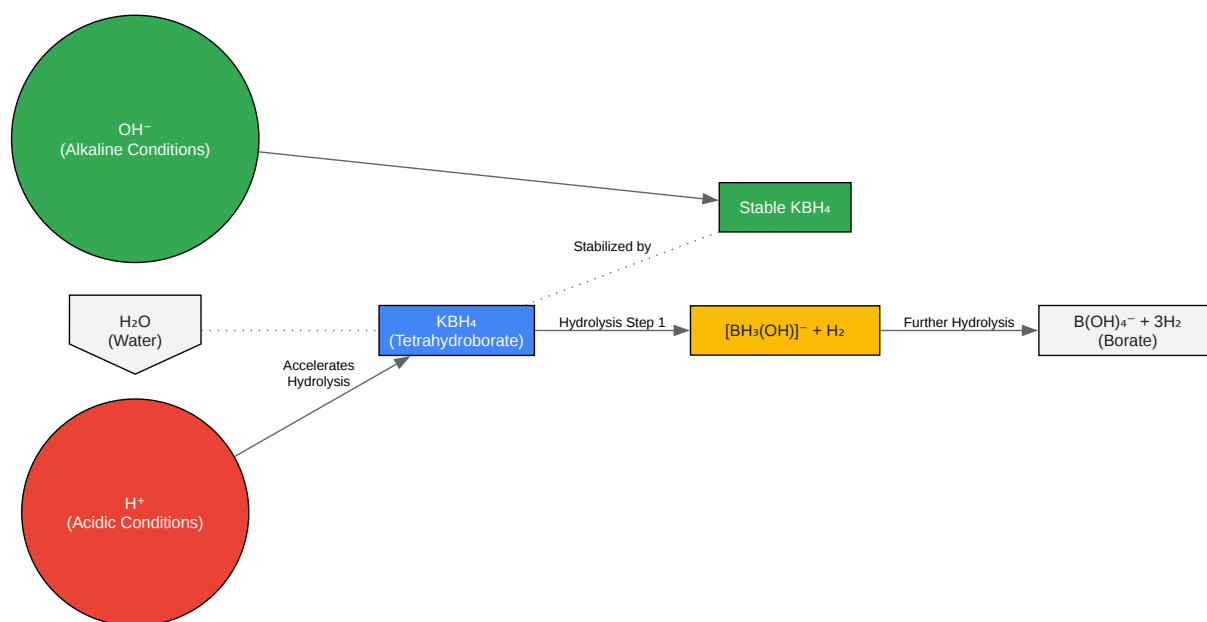 OH⁻
(Alkaline Conditions)
Stable KBH₄
Stabilized by
H₂O
(Water)
KBH₄
(Tetrahydroborate)
Hydrolysis Step 1
[BH₃(OH)]⁻ + H₂
Further Hydrolysis
B(OH)₄⁻ + 3H₂
(Borate)
Accelerates
Hydrolysis
H⁺
(Acidic Conditions)